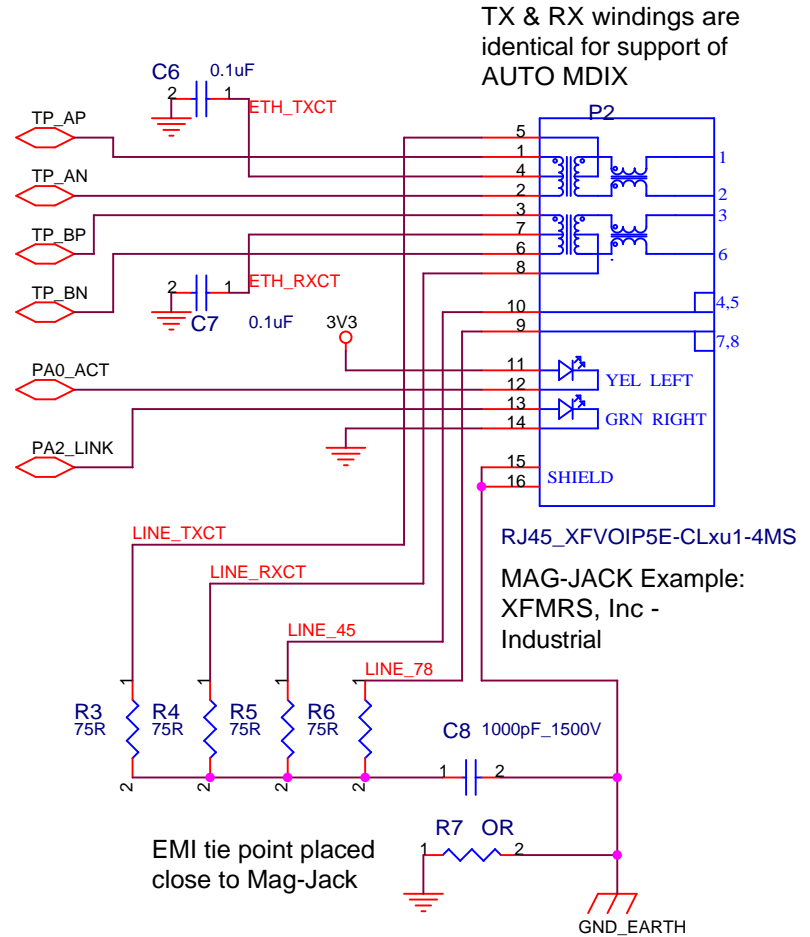 TX & RX windings are
identical for support of
AUTO MDIX
C6 0.1uF
2 1
ETH_TXCT
P2
TP_AP
5
1 1
4
TP_AN
2 2
3 3
TP_BP
7
6 6
ETH_RXCT
8
2 1
TP_BN
C7 0.1uF
3V3
10 4,5
9 7,8
PA0_ACT
11
12 YEL LEFT
13
GRN RIGHT
14
PA2_LINK
15
SHIELD
16
LINE_TXCT
RJ45_XFVOIP5E-CLxu1-4MS
LINE_RXCT
MAG-JACK Example:
XFMRS, Inc -
Industrial
LINE_45
LINE_78
1 1 1 1
R3 R4 R5 R6
75R 75R 75R 75R
C8 1000pF_1500V
1 2
2 2 2 2
R7 OR
1 2
EMI tie point placed
close to Mag-Jack
GND_EARTH